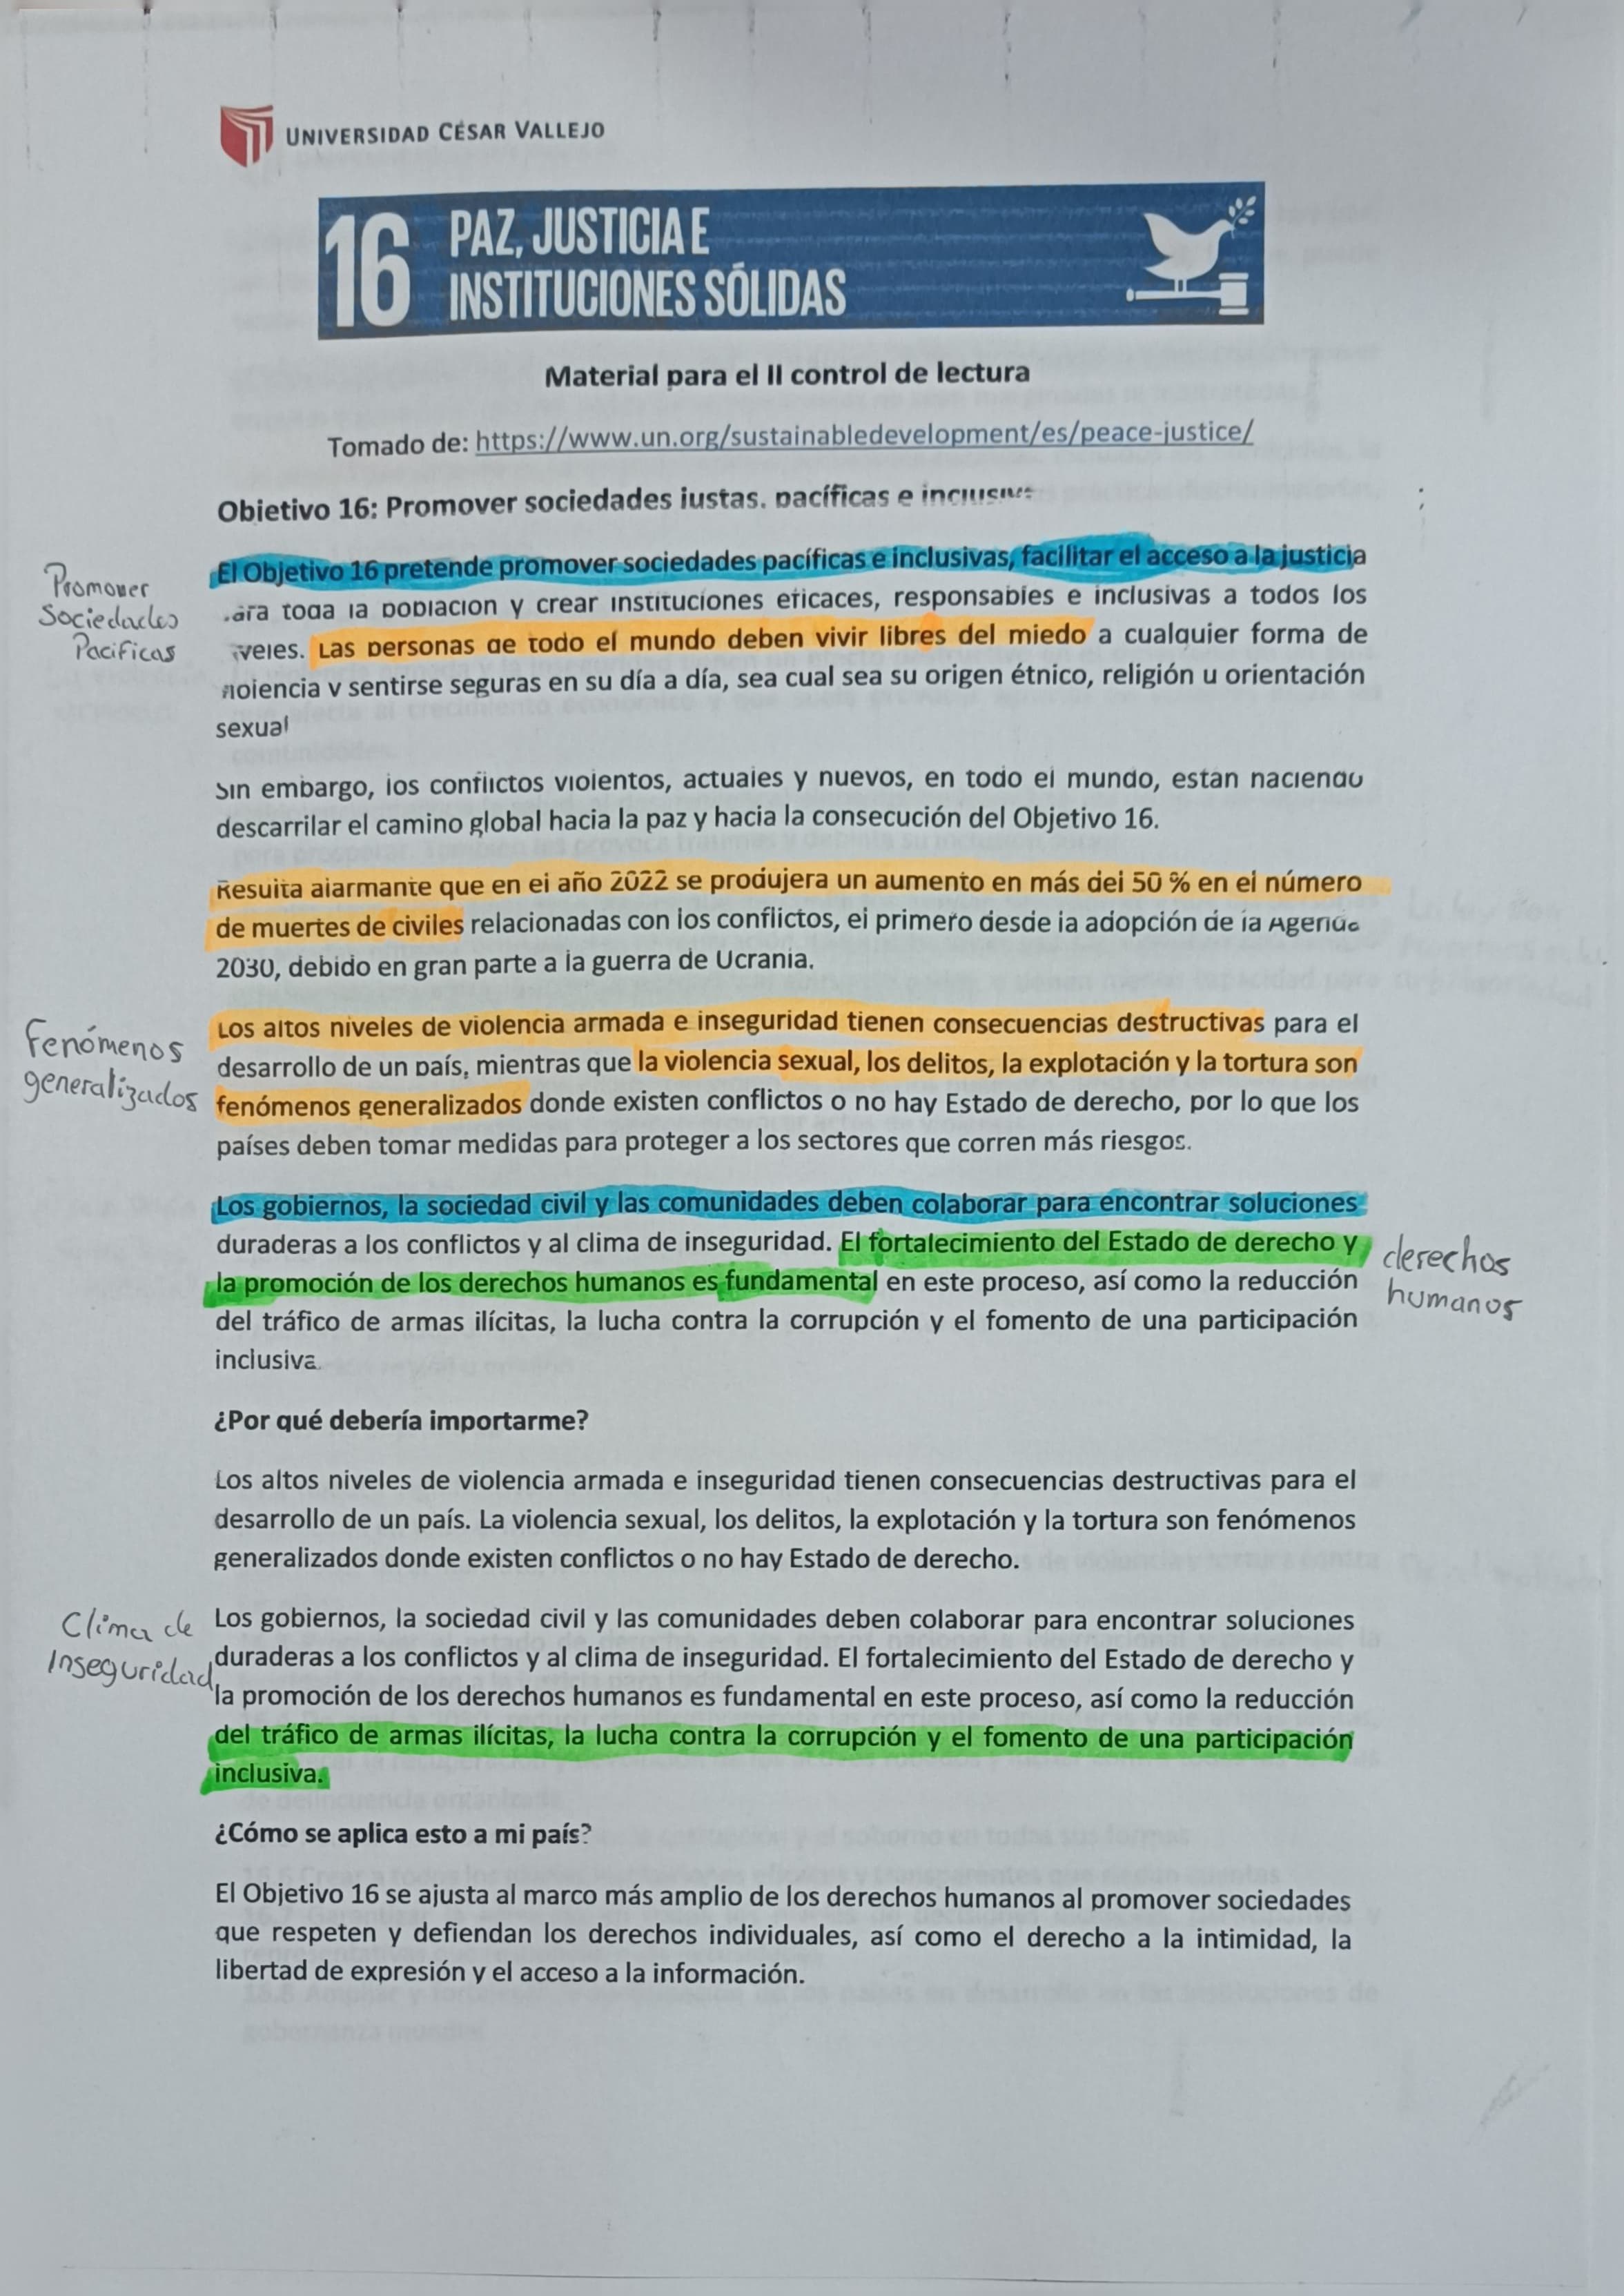 UNIVERSIDAD CÉSAR VALLEJO
16 PAZ, JUSTICIA E
INSTITUCIONES SÓLIDAS
Material para el II control de lectura
Tomado de: https://www.un.org/sustainabledevelopment/es/peace-justice/
Objetivo 16: Promover sociedades justas, pacíficas e inclusivas
El Objetivo 16 pretende promover sociedades pacíficas e inclusivas, facilitar el acceso a la justicia
Promover
Sociedades
Pacificas
para toda la población y crear instituciones eficaces, responsables e inclusivas a todos los
niveles. Las personas de todo el mundo deben vivir libres del miedo a cualquier forma de
violencia y sentirse seguras en su día a día, sea cual sea su origen étnico, religión u orientación
sexual
Sin embargo, los conflictos violentos, actuales y nuevos, en todo el mundo, están haciendo
descarrilar el camino global hacia la paz y hacia la consecución del Objetivo 16.
Resulta alarmante que en el año 2022 se produjera un aumento en más del 50 % en el número
de muertes de civiles relacionadas con los conflictos, el primero desde la adopción de la Agenda
2030, debido en gran parte a la guerra de Ucrania.
Fenómenos
generalizados
Los altos niveles de violencia armada e inseguridad tienen consecuencias destructivas para el
desarrollo de un país, mientras que la violencia sexual, los delitos, la explotación y la tortura son
fenómenos generalizados donde existen conflictos o no hay Estado de derecho, por lo que los
países deben tomar medidas para proteger a los sectores que corren más riesgos.
Los gobiernos, la sociedad civil y las comunidades deben colaborar para encontrar soluciones
duraderas a los conflictos y al clima de inseguridad. El fortalecimiento del Estado de derecho y
la promoción de los derechos humanos es fundamental en este proceso, así como la reducción
del tráfico de armas ilícitas, la lucha contra la corrupción y el fomento de una participación
inclusiva.
derechos
humanos
¿Por qué debería importarme?
Los altos niveles de violencia armada e inseguridad tienen consecuencias destructivas para el
desarrollo de un país. La violencia sexual, los delitos, la explotación y la tortura son fenómenos
generalizados donde existen conflictos o no hay Estado de derecho.
Clima de
Inseguridad
Los gobiernos, la sociedad civil y las comunidades deben colaborar para encontrar soluciones
duraderas a los conflictos y al clima de inseguridad. El fortalecimiento del Estado de derecho y
la promoción de los derechos humanos es fundamental en este proceso, así como la reducción
del tráfico de armas ilícitas, la lucha contra la corrupción y el fomento de una participación
inclusiva.
¿Cómo se aplica esto a mi país?
El Objetivo 16 se ajusta al marco más amplio de los derechos humanos al promover sociedades
que respeten y defiendan los derechos individuales, así como el derecho a la intimidad, la
libertad de expresión y el acceso a la información.